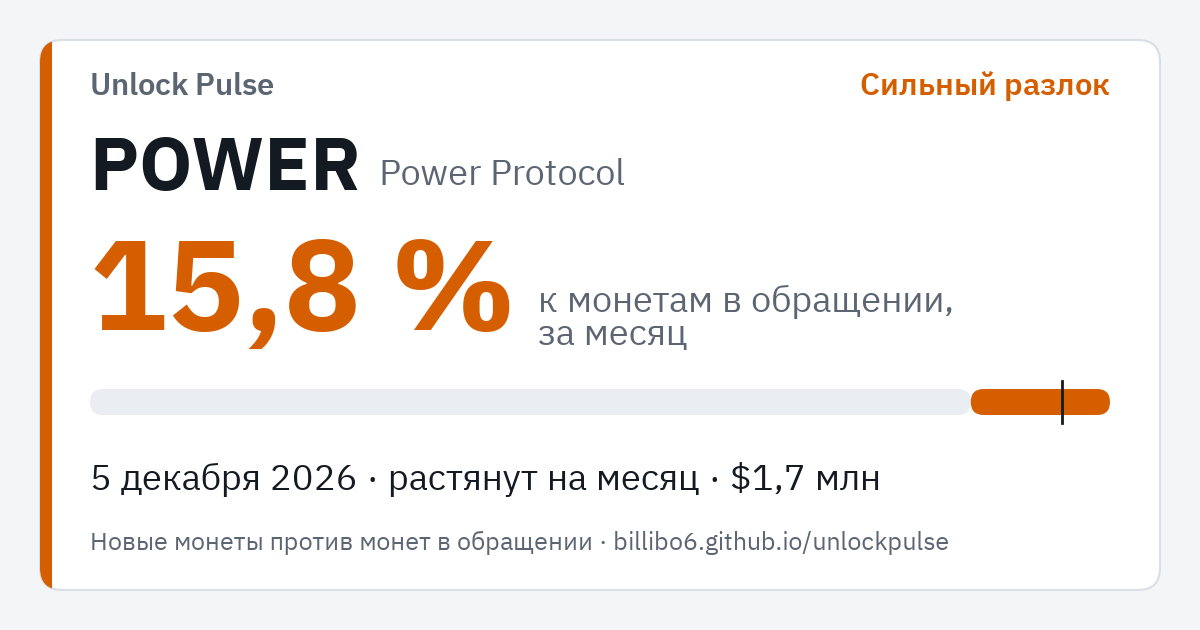 Unlock Pulse
Сильный разлок
POWER Power Protocol
15,8 % к монетам в обращении,
за месяц
5 декабря 2026 · растянут на месяц · $1,7 млн
Новые монеты против монет в обращении · billibo6.github.io/unlockpulse